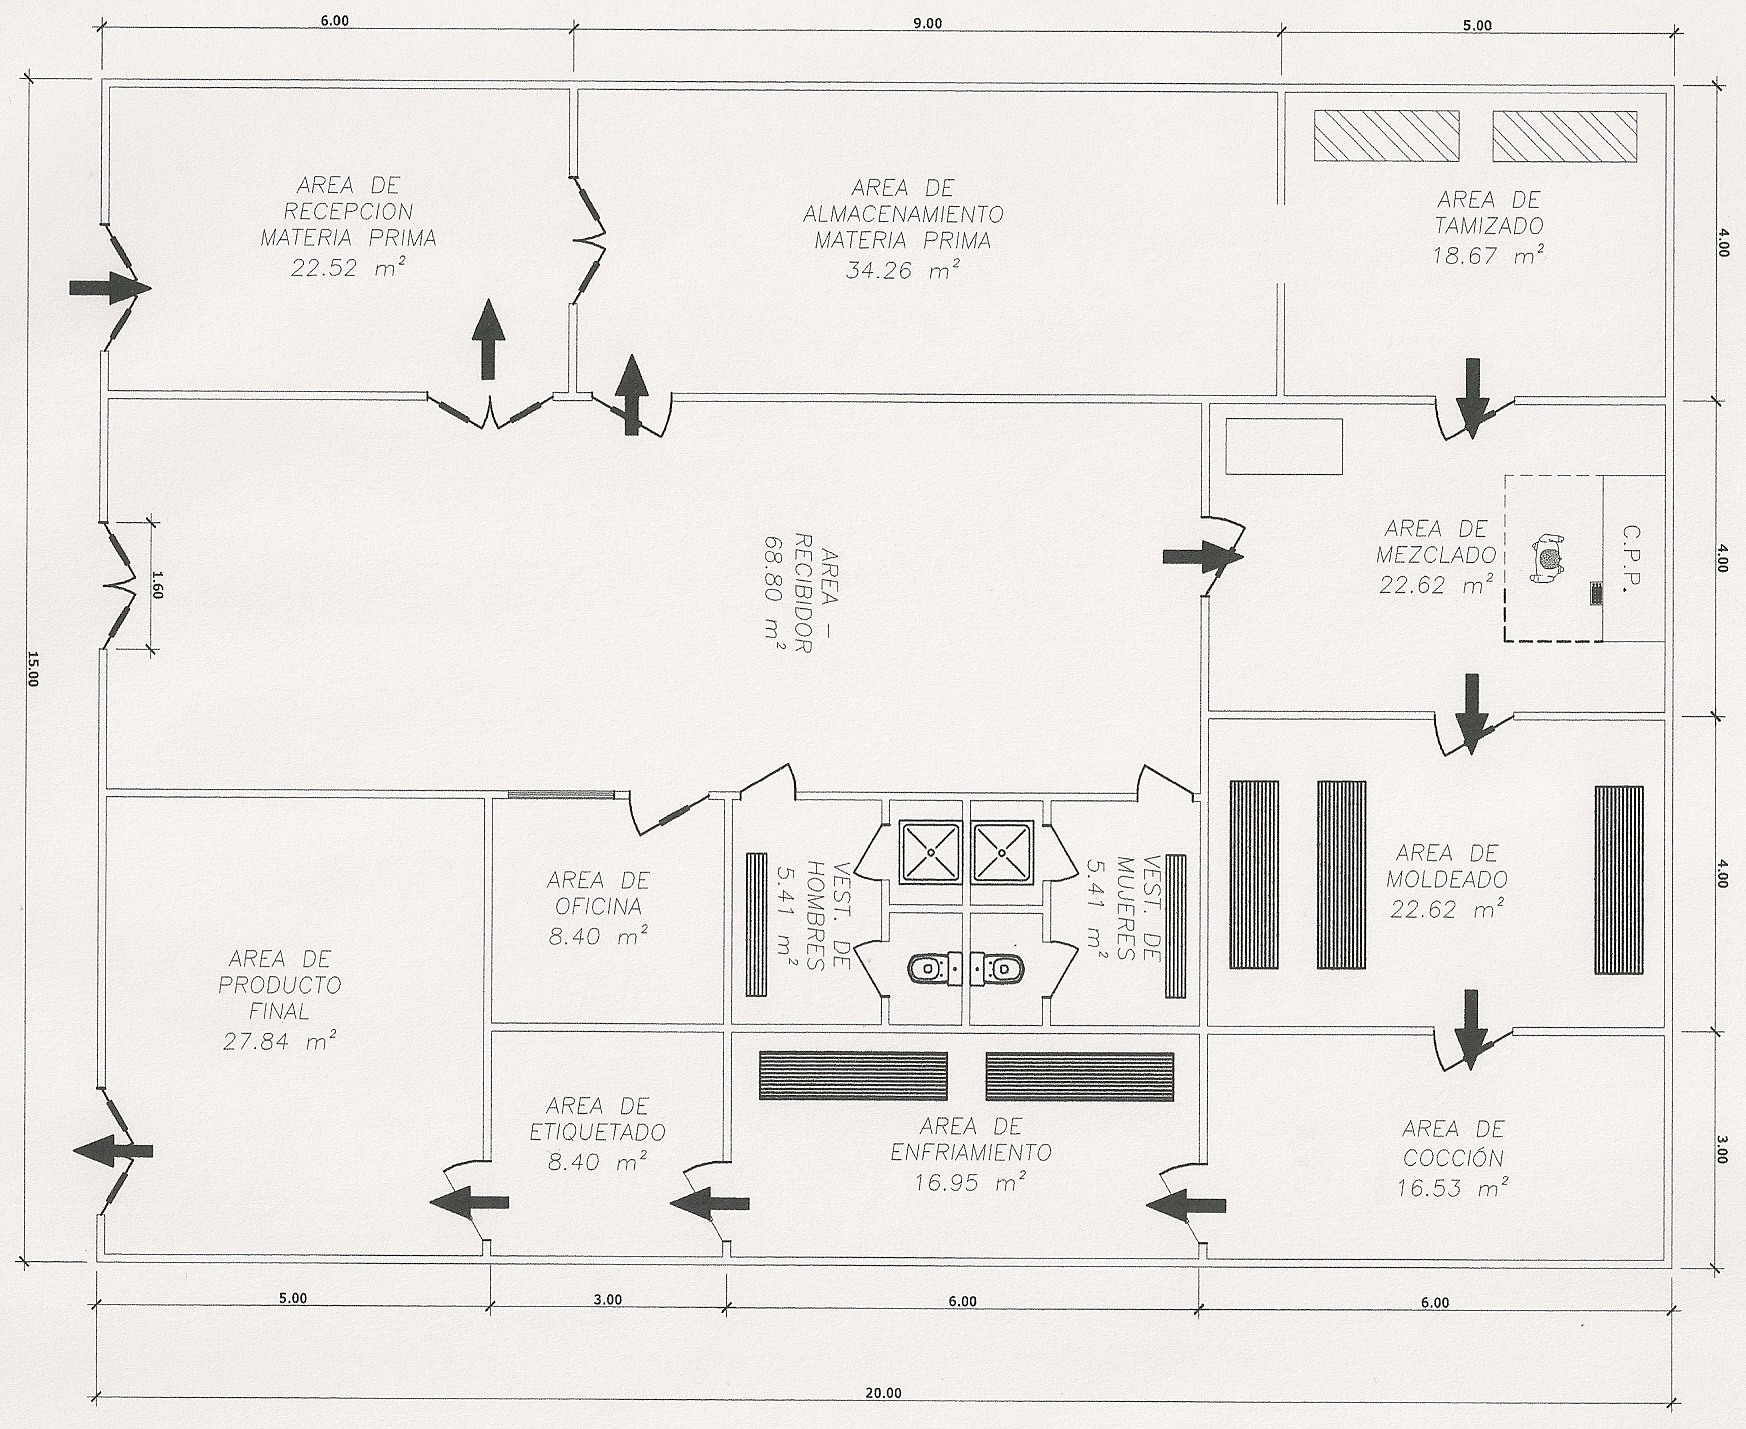 6.00
9.00
5.00
AREA DE
RECEPCION
MATERIA PRIMA
22.52 m²
AREA DE
ALMACENAMIENTO
MATERIA PRIMA
34.26 m²
AREA DE
TAMIZADO
18.67 m²
4.00
AREA -
RECIBIDOR
68.80 m²
1.60
15.00
AREA DE
MEZCLADO
22.62 m²
C.P.P.
4.00
AREA DE
OFICINA
8.40 m²
VEST. DE
HOMBRES
5.41 m²
VEST. DE
MUJERES
5.41 m²
AREA DE
MOLDEADO
22.62 m²
4.00
AREA DE
PRODUCTO
FINAL
27.84 m²
AREA DE
ETIQUETADO
8.40 m²
AREA DE
ENFRIAMIENTO
16.95 m²
AREA DE
COCCIÓN
16.53 m²
3.00
5.00
3.00
6.00
6.00
20.00